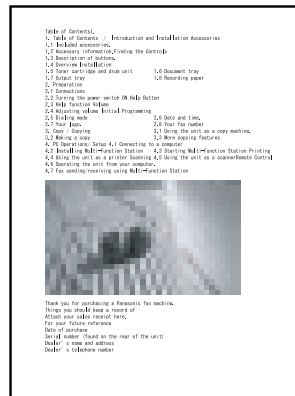 Table of Contents1.
1. Table of Contents / Introduction and Installation Accessories
1.1 Included accessories.
1.2 Accessory information.Finding the Controls
1.3 Description of buttons.
1.4 Overview Installation
1.5 Toner cartridge and drum unit 1.6 Document tray
1.7 Output tray 1.8 Recording paper
2. Preparation
2.1 Connections
2.2 Turning the power switch ON Help Button
2.3 Help function Volume
2.4 Adjusting volume Initial Programming
2.5 Dialing mode 2.6 Date and time,
2.7 Your logo. 2.8 Your fax number
3. Copy / Copying 3.1 Using the unit as a copy machine.
3.2 Making a copy 3.3 More copying features
4. PC Operations/ Setup 4.1 Connecting to a computer
4.2 Installing Multi-Function Station 4.3 Starting Multi-Function Station Printing
4.4 Using the unit as a printer Scanning 4.5 Using the unit as a scannerRemote Control
4.6 Operating the unit from your computer.
4.7 Fax sending/receiving using Multi-Function Station
Thank you for purchasing a Panasonic fax machine.
Things you should keep a record of
Attach your sales receipt here.
For your future reference
Date of purchase
Serial number (found on the rear of the unit)
Dealer's name and address
Dealer's telephone number